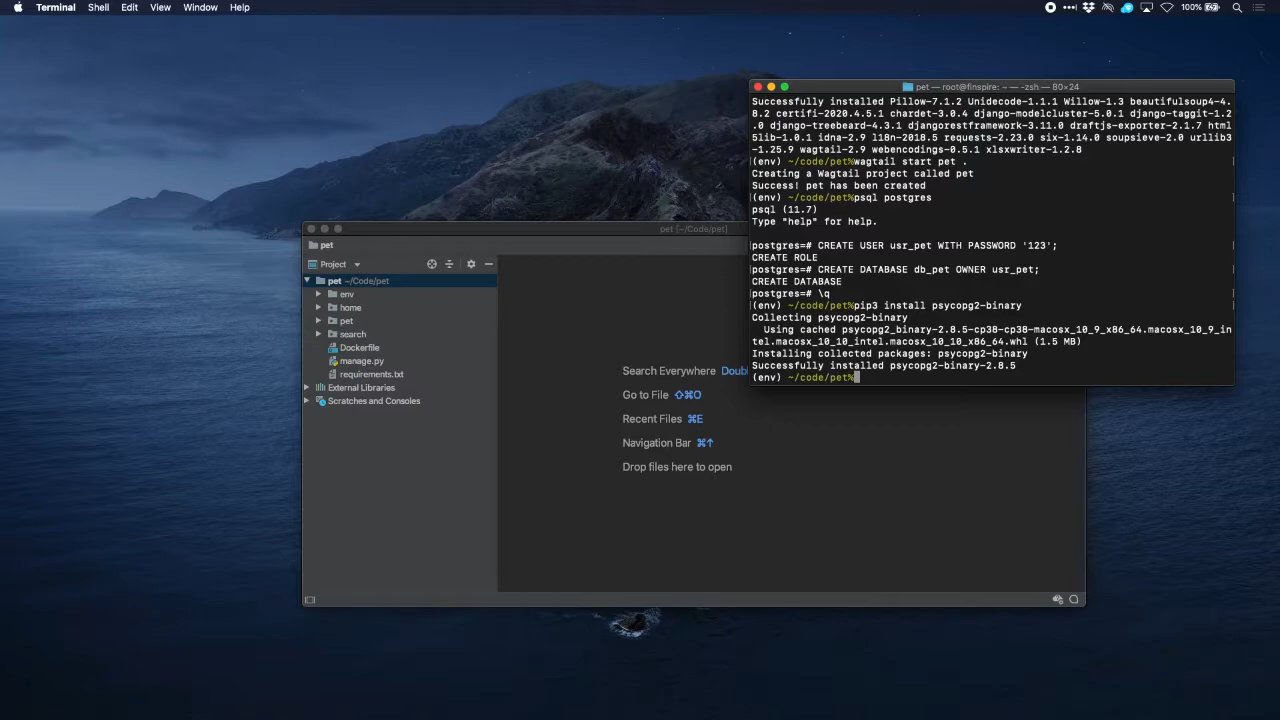 Terminal Shell Edit View Window Help
100%
pet — root@finspire: ~ — -zsh — 80×24
Successfully installed Pillow-7.1.2 Unidecode-1.1.1 Willow-1.3 beautifulsoup4-4.
8.2 certifi-2020.4.5.1 chardet-3.0.4 django-modelcluster-5.0.1 django-taggit-1.2
.0 django-treebeard-4.3.1 djangorestframework-3.11.0 draftjs-exporter-2.1.7 html
5lib-1.0.1 idna-2.9 l18n-2018.5 requests-2.23.0 six-1.14.0 soupsieve-2.0 urllib3
-1.25.9 wagtail-2.9 webencodings-0.5.1 xlsxwriter-1.2.8
(env) ~/code/pet%wagtail start pet .
Creating a Wagtail project called pet
Success! pet has been created
(env) ~/code/pet%psql postgres
psql (11.7)
Type "help" for help.
postgres=# CREATE USER usr_pet WITH PASSWORD '123';
CREATE ROLE
postgres=# CREATE DATABASE db_pet OWNER usr_pet;
CREATE DATABASE
postgres=# \q
(env) ~/code/pet%pip3 install psycopg2-binary
Collecting psycopg2-binary
Using cached psycopg2_binary-2.8.5-cp38-cp38-macosx_10_9_x86_64.macosx_10_9_in
tel.macosx_10_10_intel.macosx_10_10_x86_64.whl (1.5 MB)
Installing collected packages: psycopg2-binary
Successfully installed psycopg2-binary-2.8.5
(env) ~/code/pet%
pet [~/Code/pet]
pet
Project
pet ~/Code/pet
env
home
pet
search
Dockerfile
manage.py
requirements.txt
External Libraries
Scratches and Consoles
Search Everywhere Doub
Go to File ⇧⌘O
Recent Files ⌘E
Navigation Bar ⌘↑
Drop files here to open